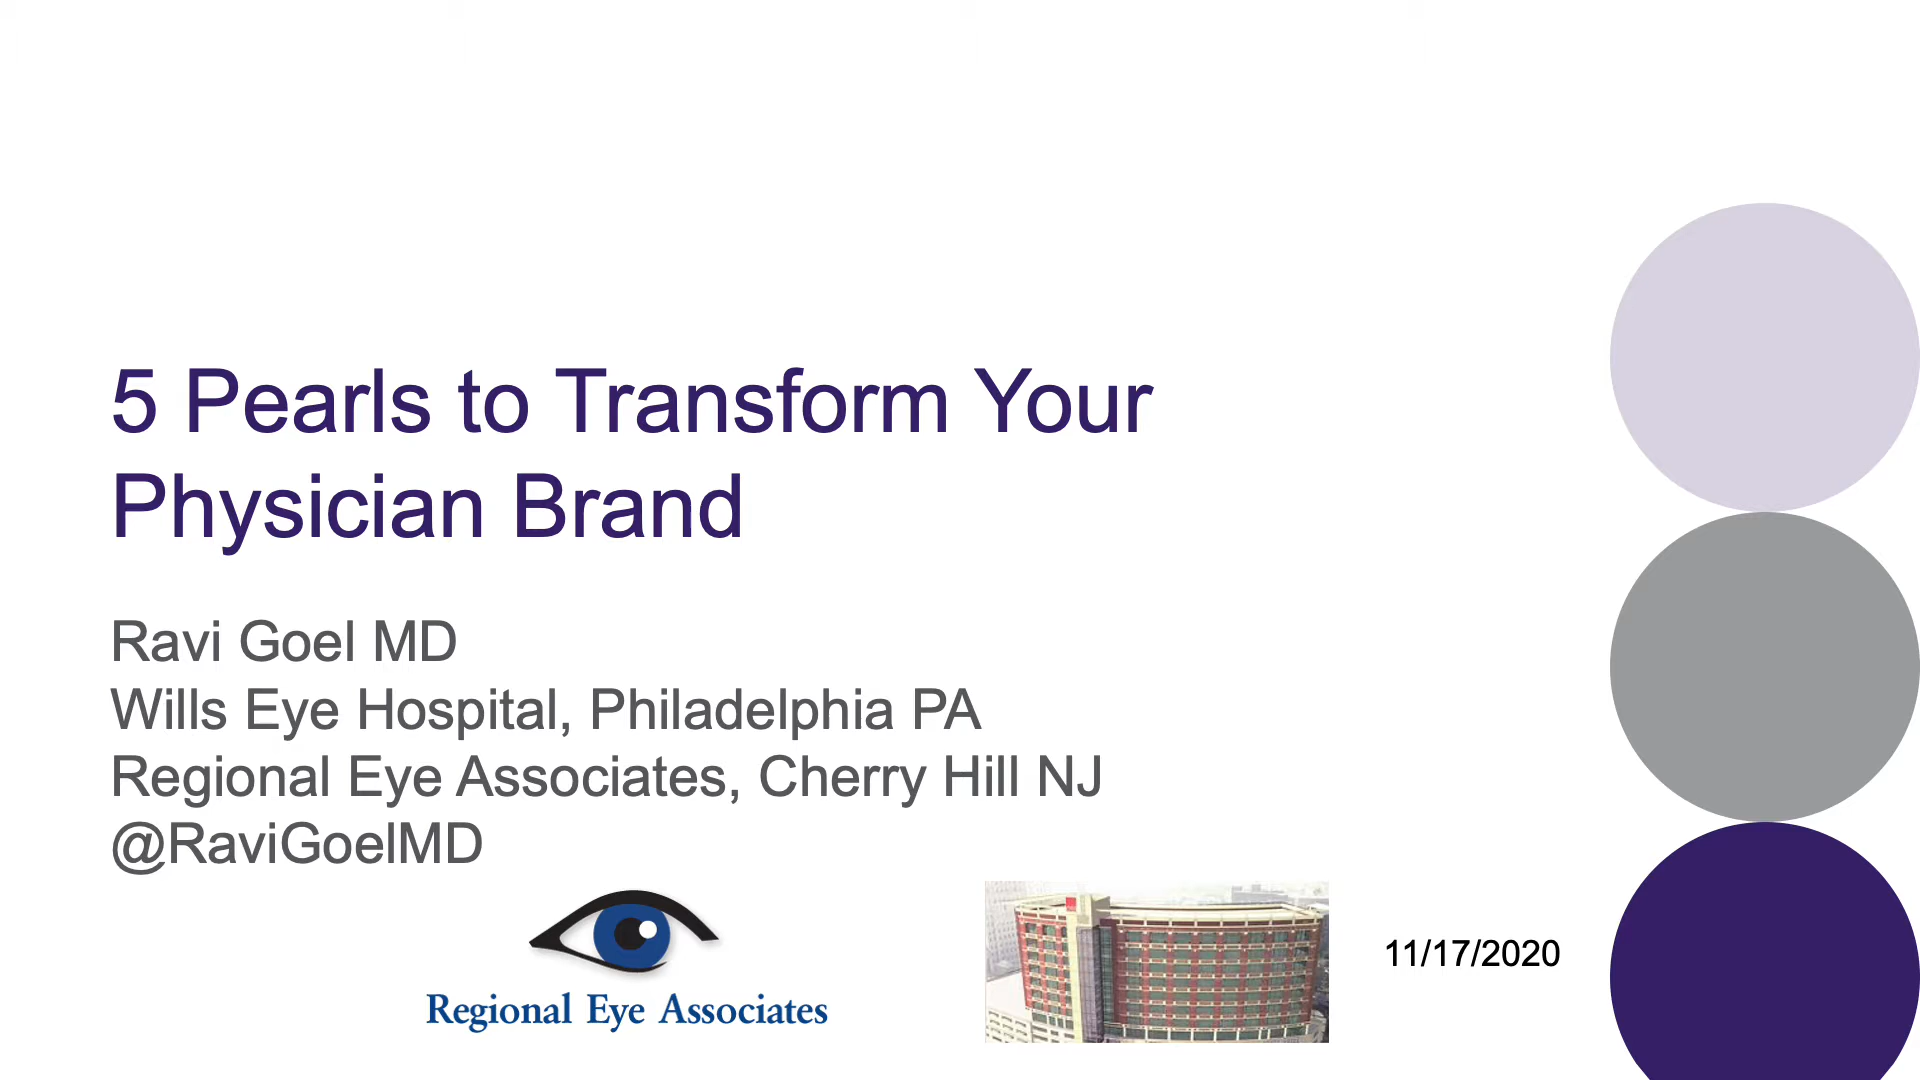 5 Pearls to Transform Your
Physician Brand
Ravi Goel MD
Wills Eye Hospital, Philadelphia PA
Regional Eye Associates, Cherry Hill NJ
@RaviGoelMD
Regional Eye Associates
11/17/2020